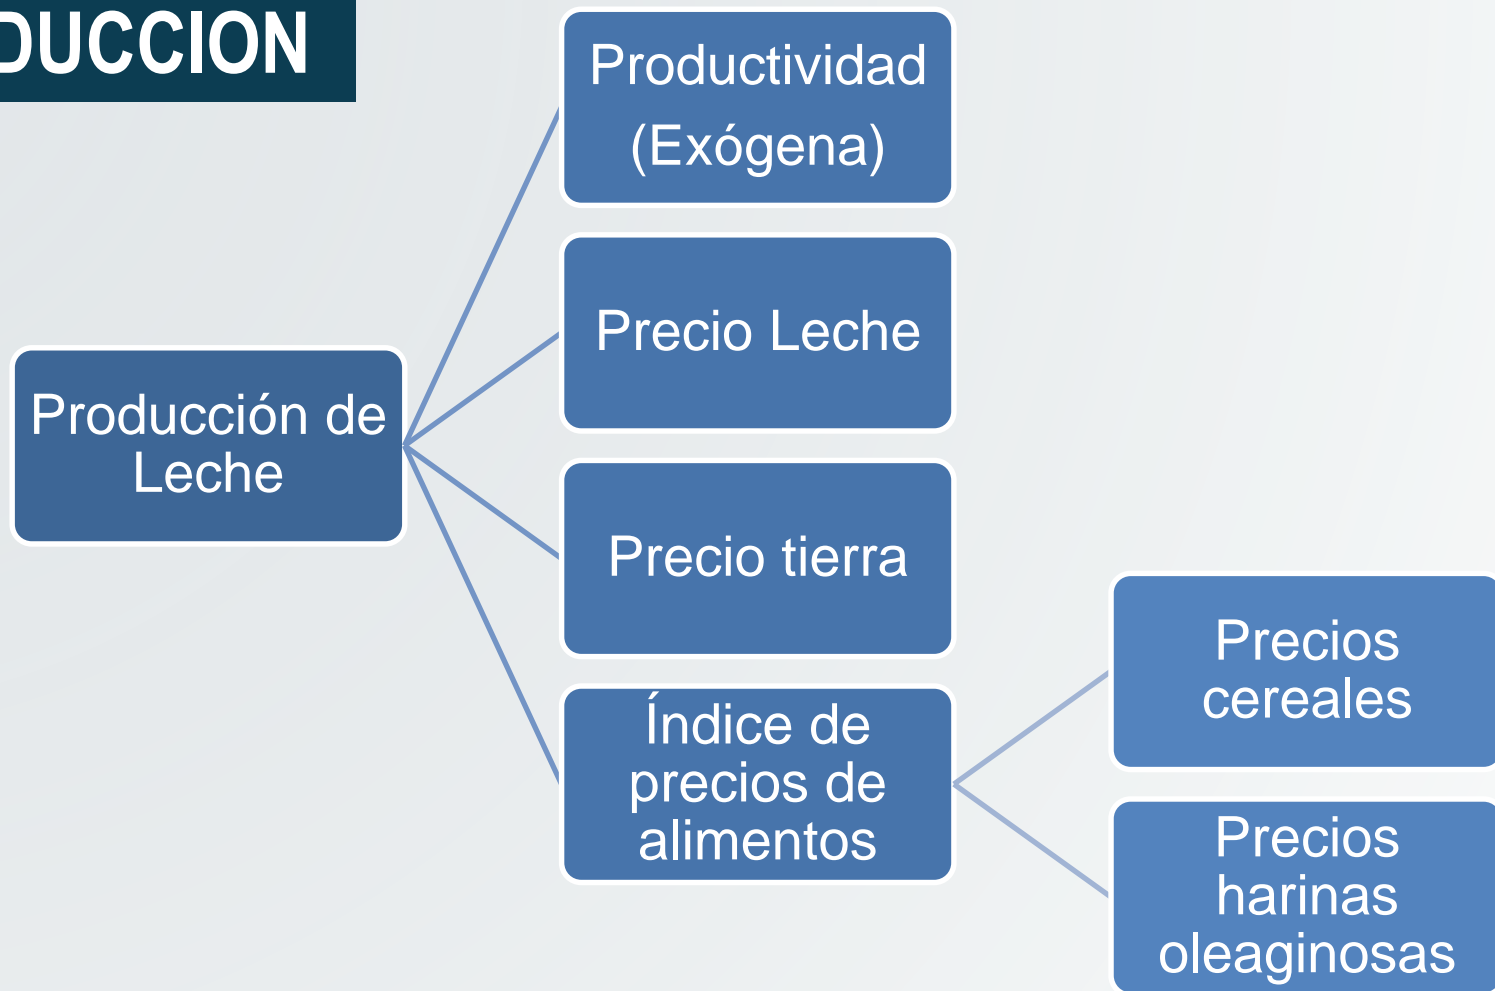 DUCCION
Productividad
(Exógena)
Precio Leche
Producción de
Leche
Precio tierra
Índice de
precios de
alimentos
Precios
cereales
Precios
harinas
oleaginosas